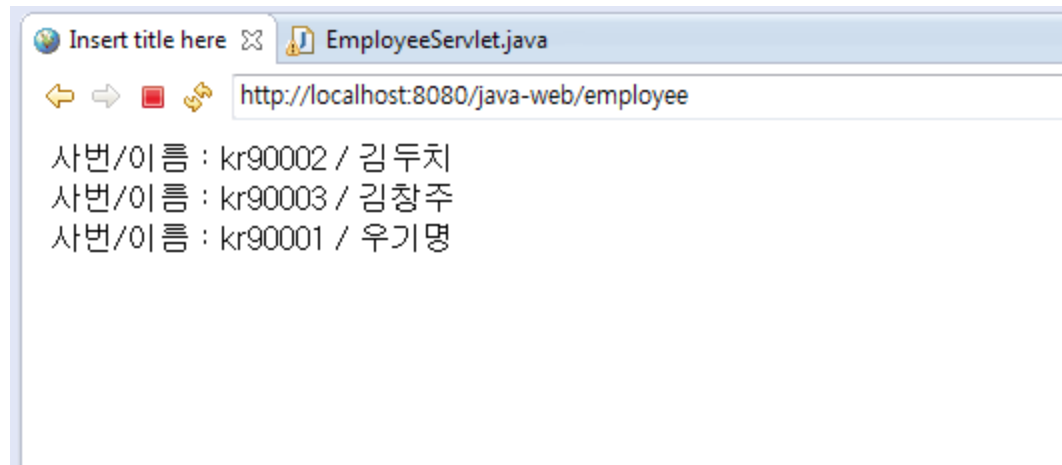 Insert title here EmployeeServlet.java
http://localhost:8080/java-web/employee
사번/이름 : kr90002 / 김두치
사번/이름 : kr90003 / 김창주
사번/이름 : kr90001 / 우기명